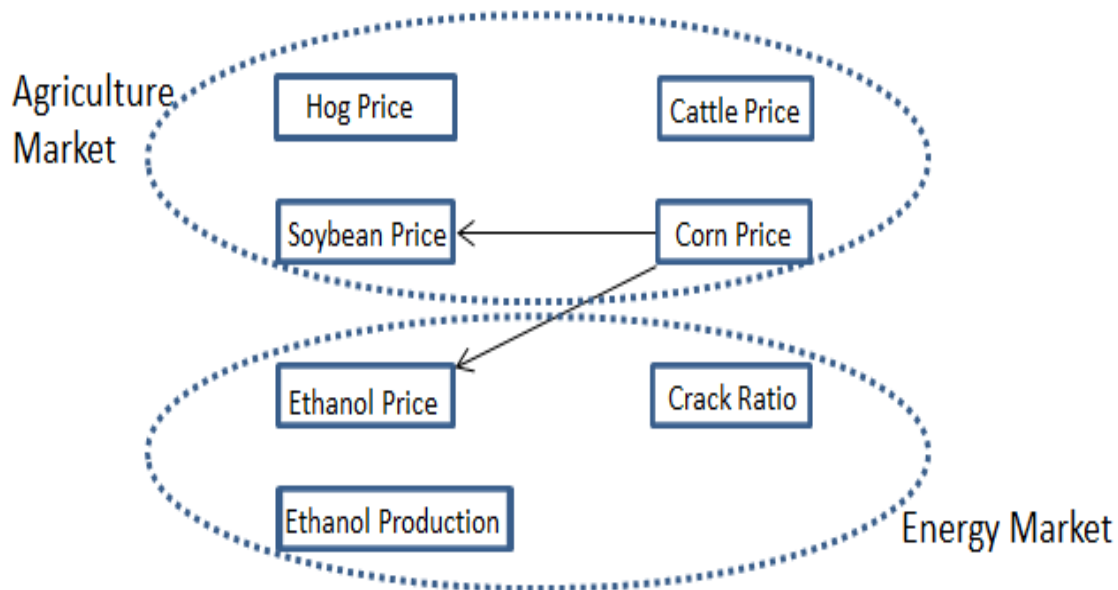 Agriculture
Market
Hog Price
Cattle Price
Soybean Price
Corn Price
Ethanol Price
Crack Ratio
Ethanol Production
Energy Market